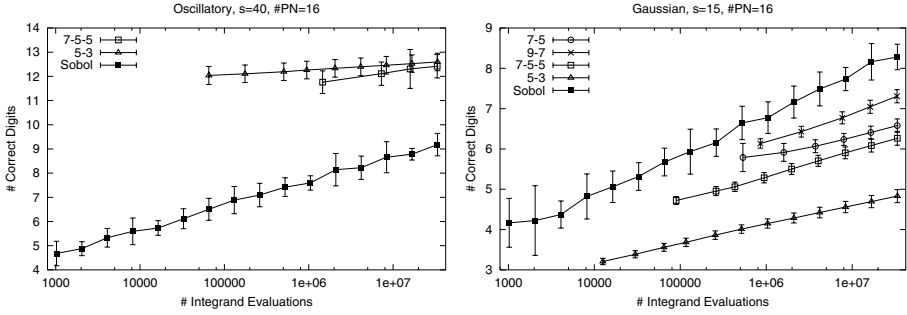 Oscillatory, s=40, #PN=16
# Correct Digits
14
13
12
11
10
9
8
7
6
5
4
7-5-5
5-3
Sobol
1000
10000
100000
1e+06
1e+07
# Integrand Evaluations
Gaussian, s=15, #PN=16
# Correct Digits
9
8
7
6
5
4
3
7-5
9-7
7-5-5
5-3
Sobol
1000
10000
100000
1e+06
1e+07
# Integrand Evaluations